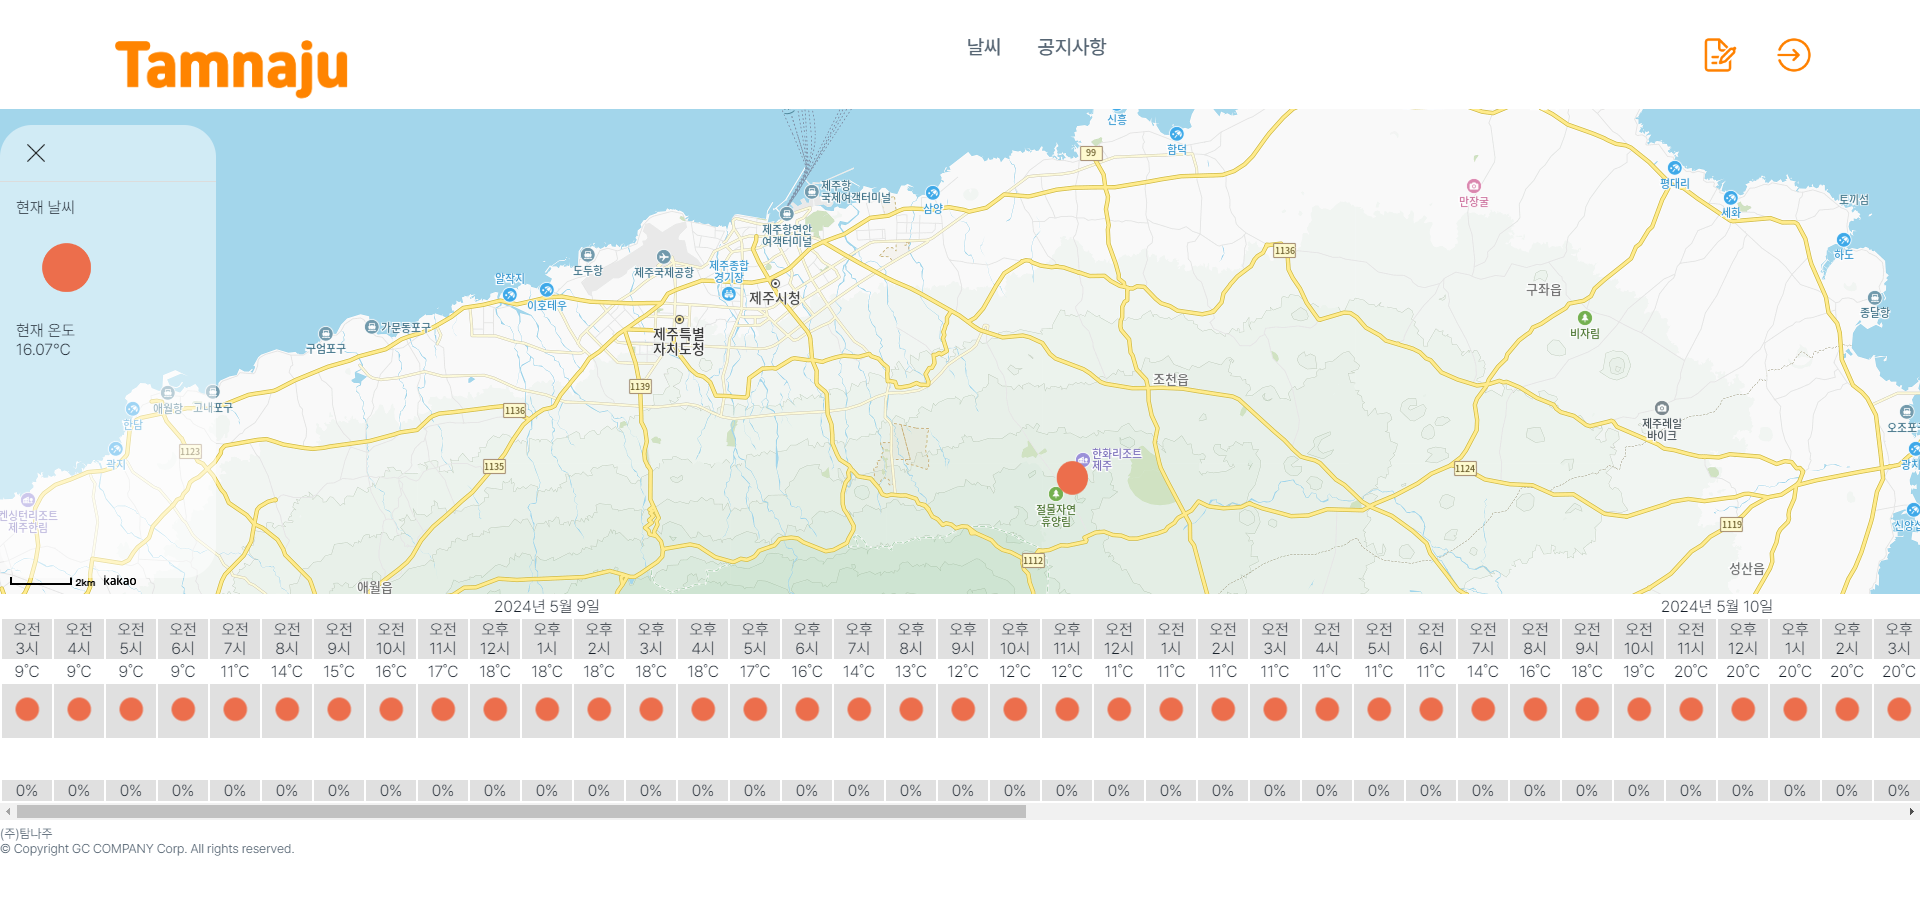 Tamnaju
날씨 공지사항
현재 날씨
현재 온도
16.07°C
신흥
99
함덕
평대리
만장굴
세화
토끼섬
제주항
국제여객터미널
삼양
제주항연안
여객터미널
하도
1136
도두항
제주국제공항
제주종합
경기장
알작지
이호테우
제주시청
구좌읍
종달항
가문동포구
구엄포구
제주특별
자치도청
비자림
조천읍
1139
애월항
고내포구
한담
1136
제주레일
바이크
오조포구
1123
곽지
1135
한화리조트
제주
1124
광치
켄싱턴리조트
제주한림
절물자연
휴양림
1119
신양섭
1112
성산읍
애월읍
2km kakao
2024년 5월 9일 2024년 5월 10일
오전 오전 오전 오전 오전 오전 오전 오전 오전 오후 오후 오후 오후 오후 오후 오후 오후 오후 오후 오후 오후 오전 오전 오전 오전 오전 오전 오전 오전 오전 오전 오전 오전 오후 오후 오후 오후
3시 4시 5시 6시 7시 8시 9시 10시 11시 12시 1시 2시 3시 4시 5시 6시 7시 8시 9시 10시 11시 12시 1시 2시 3시 4시 5시 6시 7시 8시 9시 10시 11시 12시 1시 2시 3시
9°C 9°C 9°C 9°C 11°C 14°C 15°C 16°C 17°C 18°C 18°C 18°C 18°C 18°C 17°C 16°C 14°C 13°C 12°C 12°C 12°C 11°C 11°C 11°C 11°C 11°C 11°C 11°C 14°C 16°C 18°C 19°C 20°C 20°C 20°C 20°C 20°C
0% 0% 0% 0% 0% 0% 0% 0% 0% 0% 0% 0% 0% 0% 0% 0% 0% 0% 0% 0% 0% 0% 0% 0% 0% 0% 0% 0% 0% 0% 0% 0% 0% 0% 0% 0% 0%
(주)탐나주
© Copyright GC COMPANY Corp. All rights reserved.